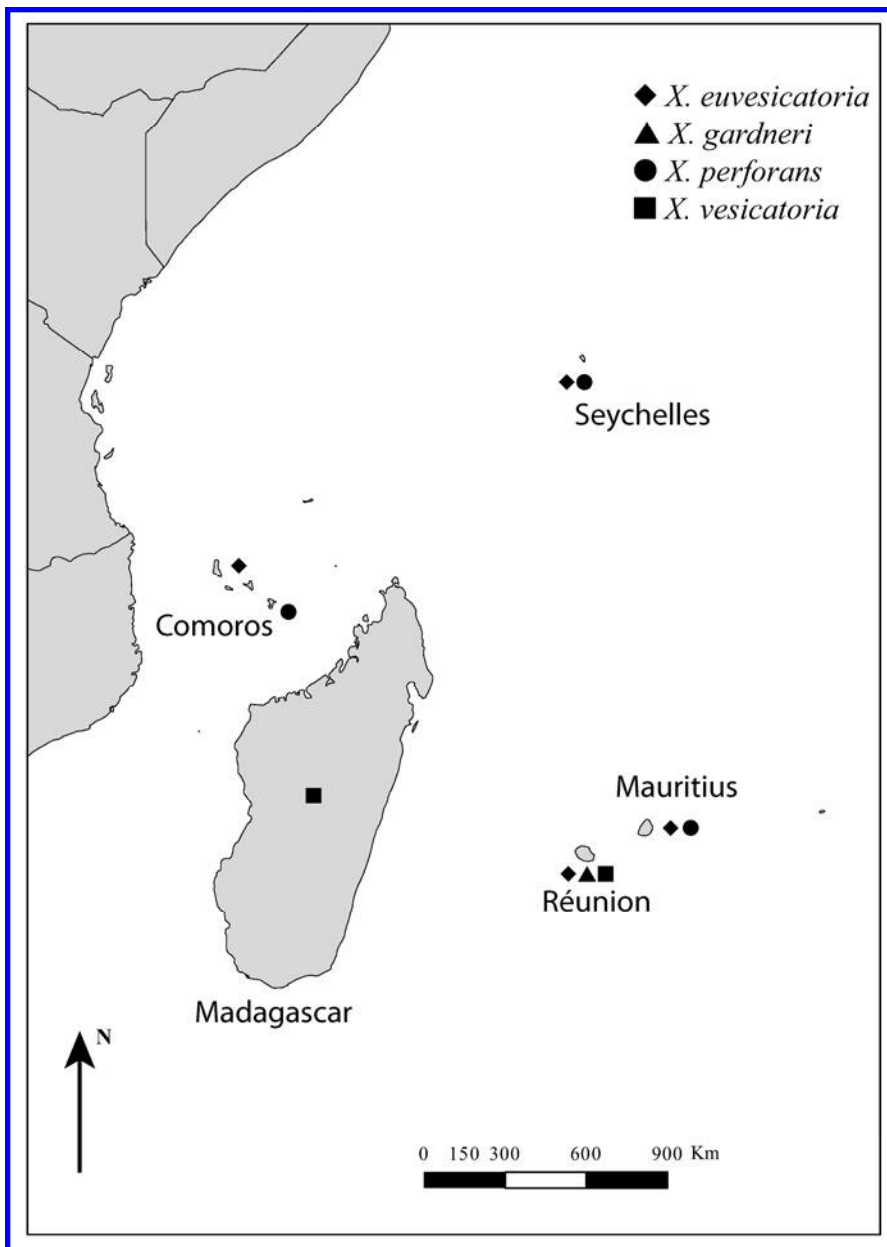 X. euvesicatoria
X. gardneri
X. perforans
X. vesicatoria
Seychelles
Comoros
Mauritius
Réunion
Madagascar
N
0 150 300 600 900 Km